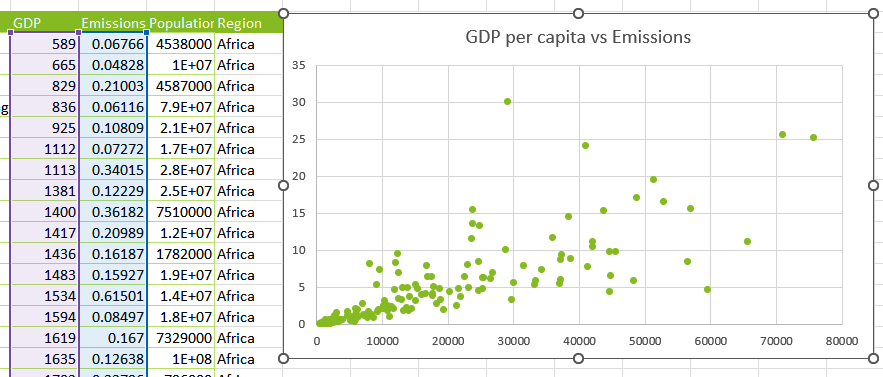 GDP Emissions Population Region
589 0.06766 4538000 Africa
665 0.04828 1E+07 Africa
829 0.21003 4587000 Africa
g 836 0.06116 7.9E+07 Africa
925 0.10809 2.1E+07 Africa
1112 0.07272 1.7E+07 Africa
1113 0.34015 2.8E+07 Africa
1381 0.12229 2.5E+07 Africa
1400 0.36182 7510000 Africa
1417 0.20989 1.2E+07 Africa
1436 0.16187 1782000 Africa
1483 0.15927 1.9E+07 Africa
1534 0.61501 1.4E+07 Africa
1594 0.08497 1.8E+07 Africa
1619 0.167 7329000 Africa
1635 0.12638 1E+08 Africa
GDP per capita vs Emissions
35
30
25
20
15
10
5
0
0 10000 20000 30000 40000 50000 60000 70000 80000